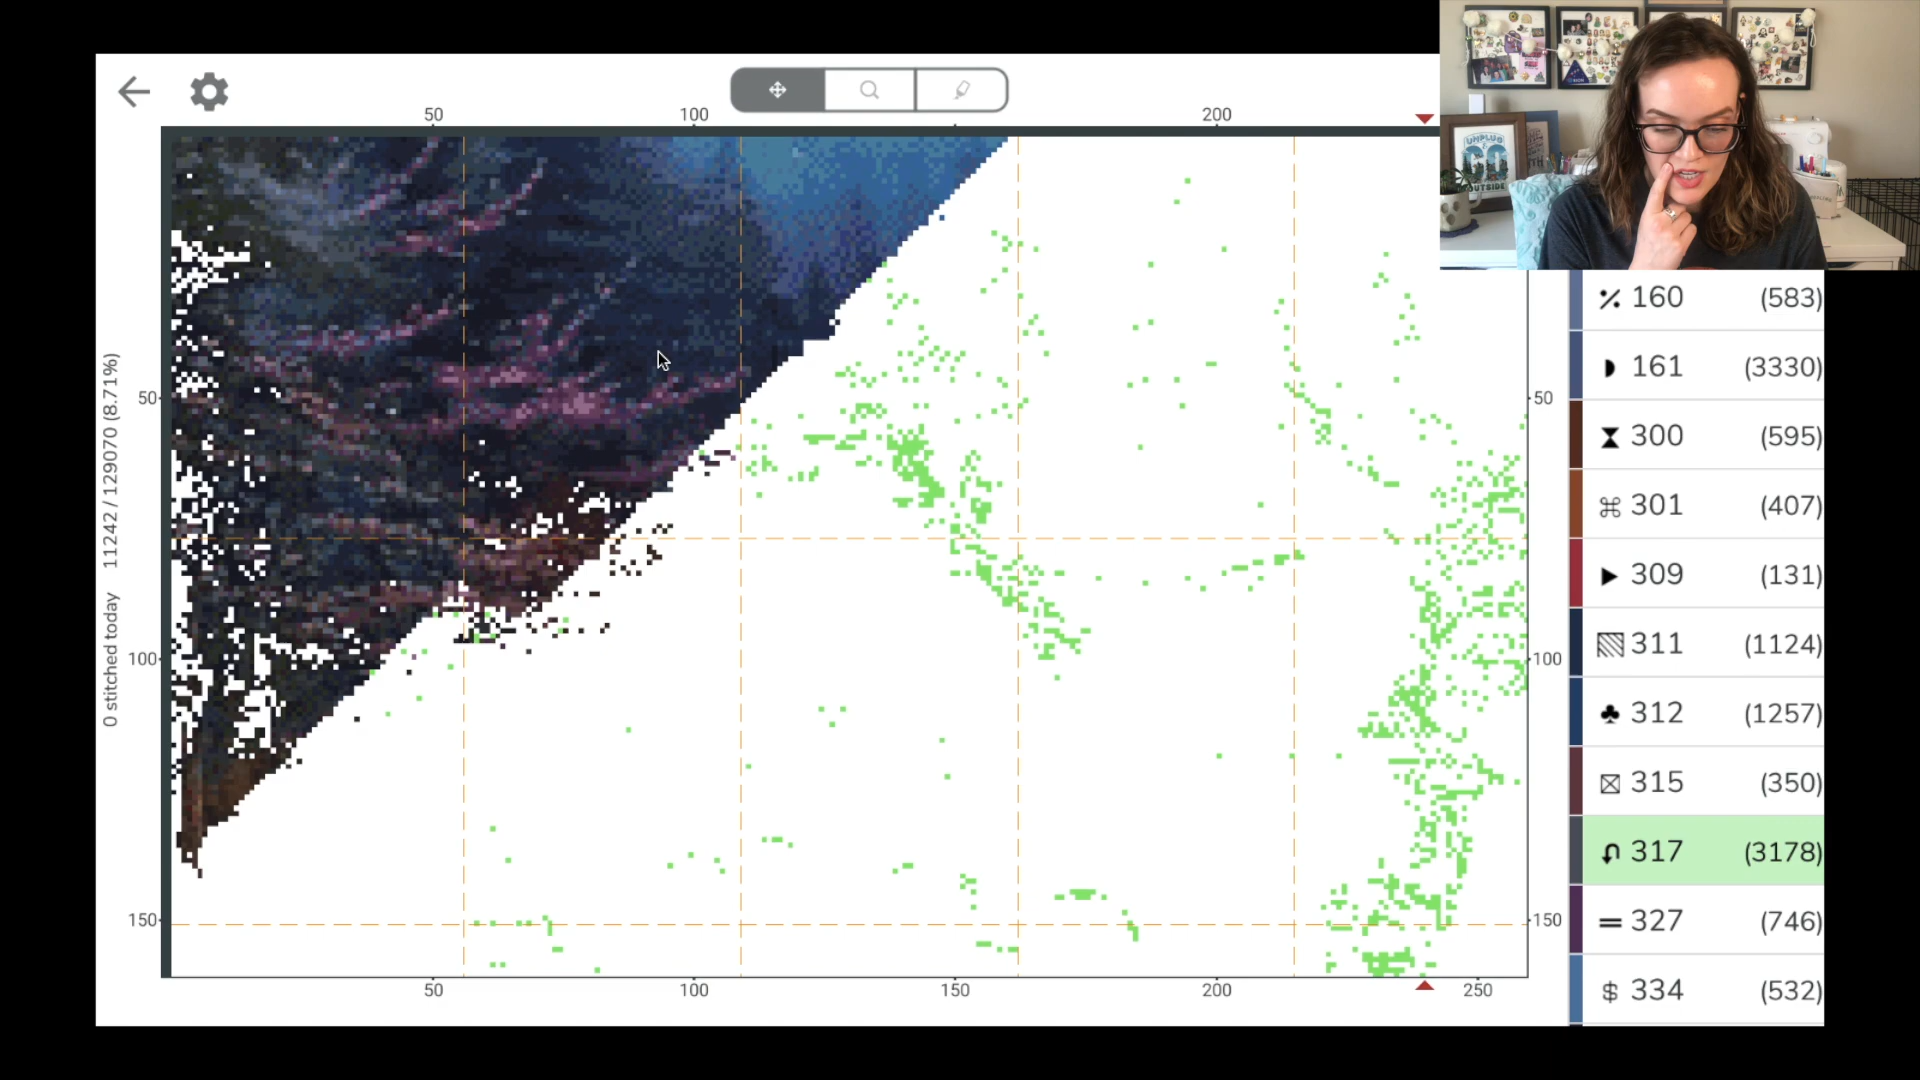 50 100 200
50
100
150
0 stitched today 11242 / 129070 (8.71%)
50
100
150
50 100 150 200 250
UNPLUG
GO
OUTSIDE
160 (583)
161 (3330)
300 (595)
301 (407)
309 (131)
311 (1124)
312 (1257)
315 (350)
317 (3178)
= 327 (746)
$ 334 (532)